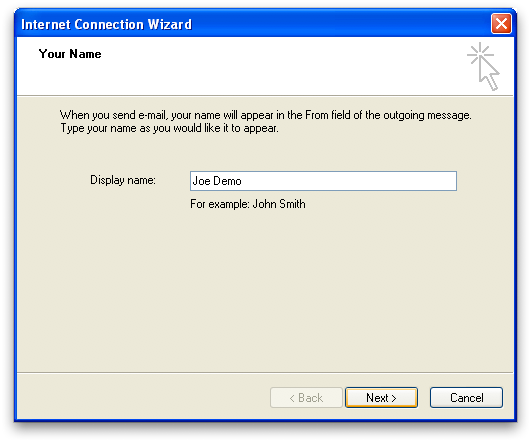 Internet Connection Wizard
Your Name
When you send e-mail, your name will appear in the From field of the outgoing message.
Type your name as you would like it to appear.
Display name:
Joe Demo
For example: John Smith
< Back
Next >
Cancel